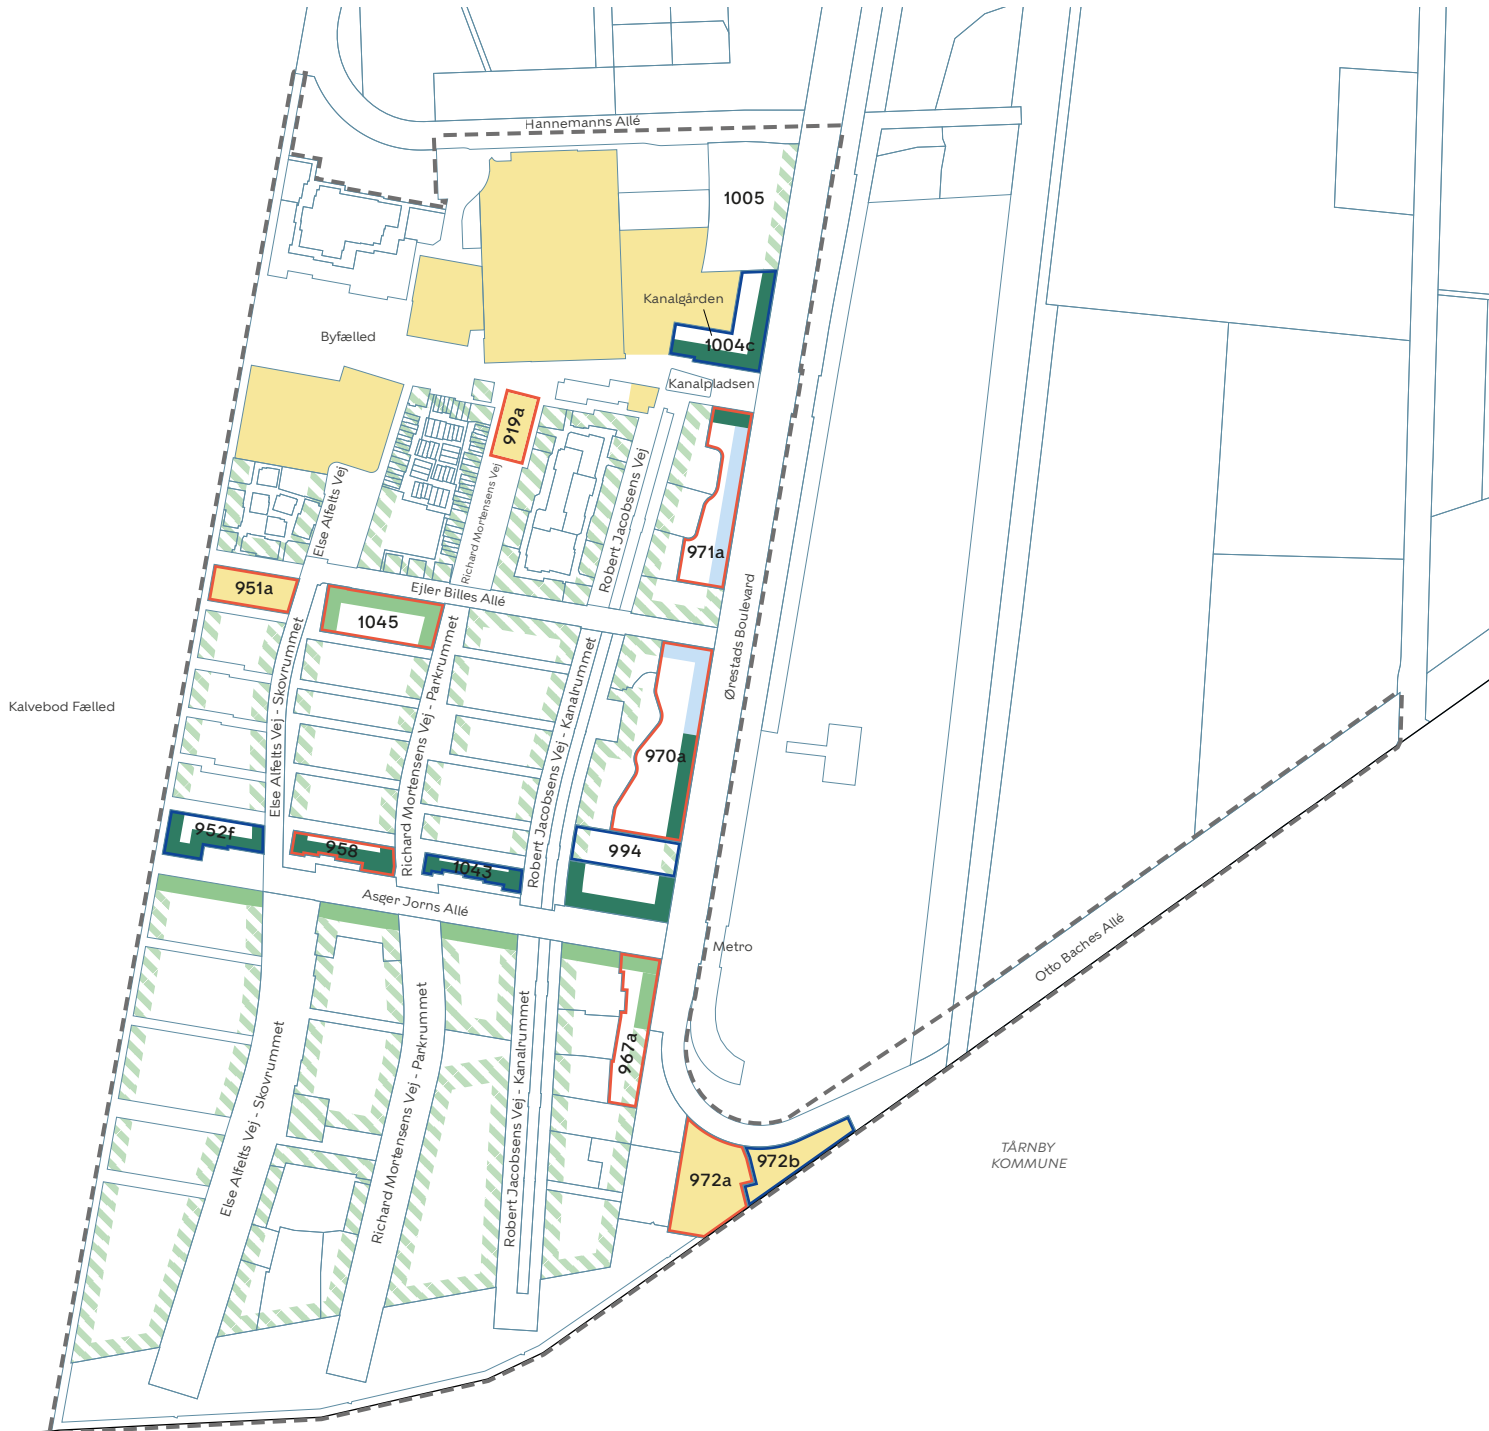 Hannemanns Allé
1005
Kanalgården
1004c
Byfælled
Kanalpladsen
919a
Else Alfelts Vej
Richard Mortensens Vej
Robert Jacobsens Vej
971a
Ørestads Boulevard
951a
Ejler Billes Allé
1045
Kalvebod Fælled
Else Alfelts Vej - Skovrummet
Richard Mortensens Vej - Parkrummet
Robert Jacobsens Vej - Kanalrummet
970a
952f
958
1043
994
Asger Jorns Allé
Metro
Otto Baches Allé
967a
Else Alfelts Vej - Skovrummet
Richard Mortensens Vej - Parkrummet
Robert Jacobsens Vej - Kanalrummet
972a
972b
TÅRNBY
KOMMUNE